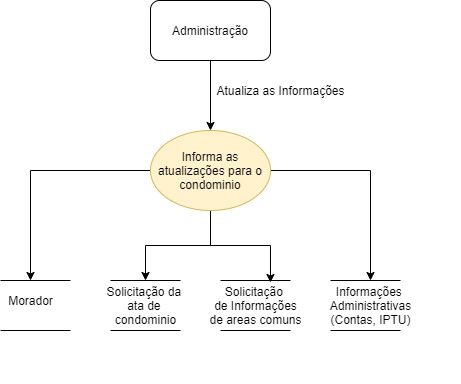 Administração
Atualiza as Informações
Informa as
atualizações para o
condominio
Morador
Solicitação da
ata de
condominio
Solicitação
de Informações
de areas comuns
Informações
Administrativas
(Contas, IPTU)